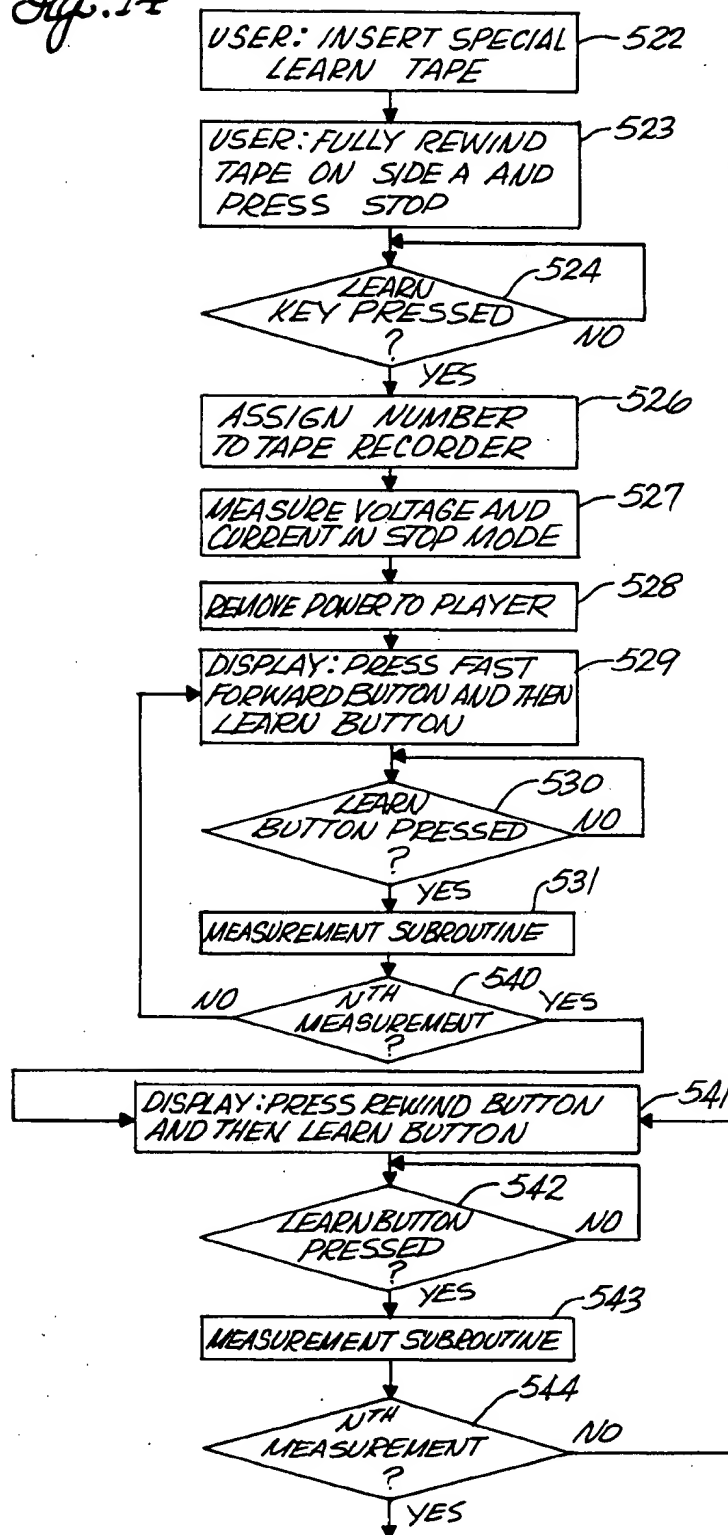 Fig. 14
USER: INSERT SPECIAL
LEARN TAPE
522
USER: FULLY REWIND
TAPE ON SIDE A AND
PRESS STOP
523
LEARN
KEY PRESSED
?
524
NO
YES
ASSIGN NUMBER
TO TAPE RECORDER
526
MEASURE VOLTAGE AND
CURRENT IN STOP MODE
527
REMOVE POWER TO PLAYER
528
DISPLAY: PRESS FAST
FORWARD BUTTON AND THEN
LEARN BUTTON
529
LEARN
BUTTON PRESSED
?
530
NO
YES
MEASUREMENT SUBROUTINE
531
NTH
MEASUREMENT
?
540
NO
YES
DISPLAY: PRESS REWIND BUTTON
AND THEN LEARN BUTTON
541
LEARN BUTTON
PRESSED
?
542
NO
YES
MEASUREMENT SUBROUTINE
543
NTH
MEASUREMENT
?
544
NO
YES